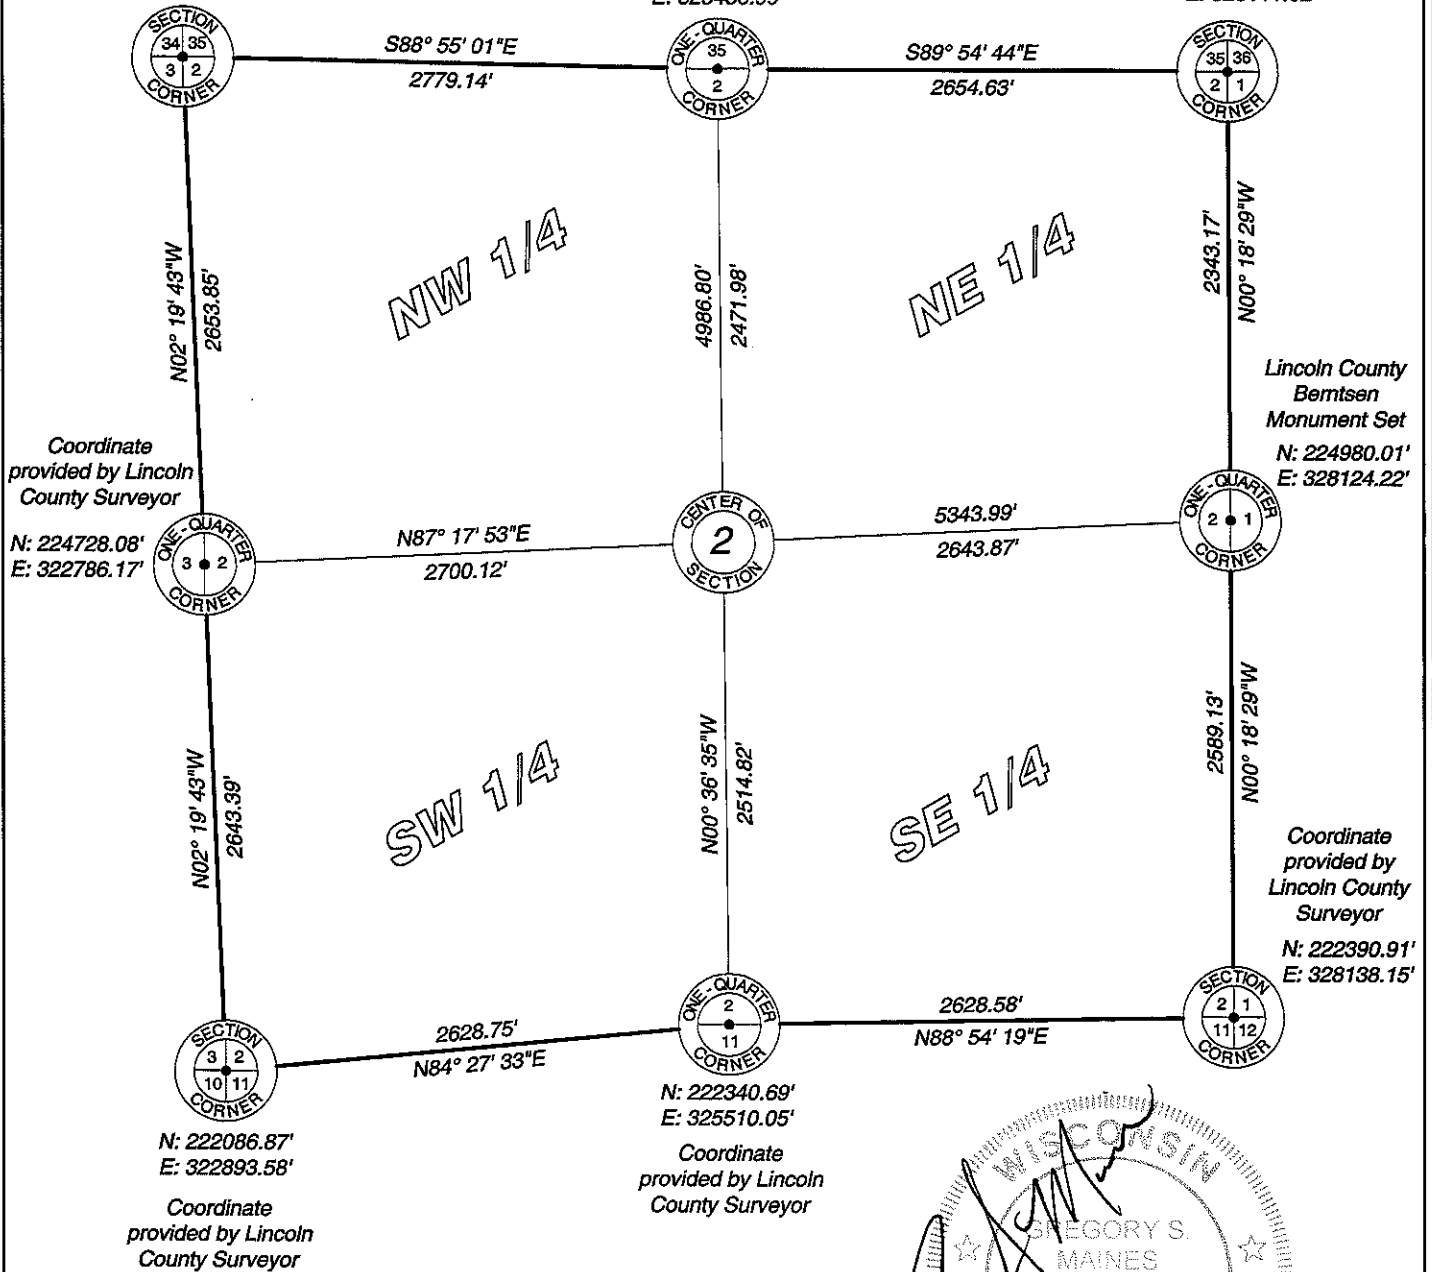 SECTION
34 35
3 2
CORNER
S88° 55' 01"E
2779.14'
ONE-QUARTER
35
2
CORNER
S89° 54' 44"E
2654.63'
SECTION
35 36
2 1
CORNER
N02° 19' 43"W
2653.85'
NW 1/4
4986.80'
2471.98'
NE 1/4
2343.17'
N00° 18' 29"W
Lincoln County
Berntsen
Monument Set
N: 224980.01'
E: 328124.22'
Coordinate
provided by Lincoln
County Surveyor
N: 224728.08'
E: 322786.17'
ONE-QUARTER
3 2
CORNER
N87° 17' 53"E
2700.12'
CENTER OF
2
SECTION
5343.99'
2643.87'
ONE-QUARTER
2 1
CORNER
N02° 19' 43"W
2643.39'
SW 1/4
N00° 36' 35"W
2514.82'
SE 1/4
2589.13'
N00° 18' 29"W
Coordinate
provided by
Lincoln County
Surveyor
N: 222390.91'
E: 328138.15'
SECTION
3 2
10 11
CORNER
2628.75'
N84° 27' 33"E
ONE-QUARTER
2
11
CORNER
2628.58'
N88° 54' 19"E
SECTION
2 1
11 12
CORNER
N: 222086.87'
E: 322893.58'
Coordinate
provided by Lincoln
County Surveyor
N: 222340.69'
E: 325510.05'
Coordinate
provided by Lincoln
County Surveyor
WISCONSIN
GREGORY S.
MAINES